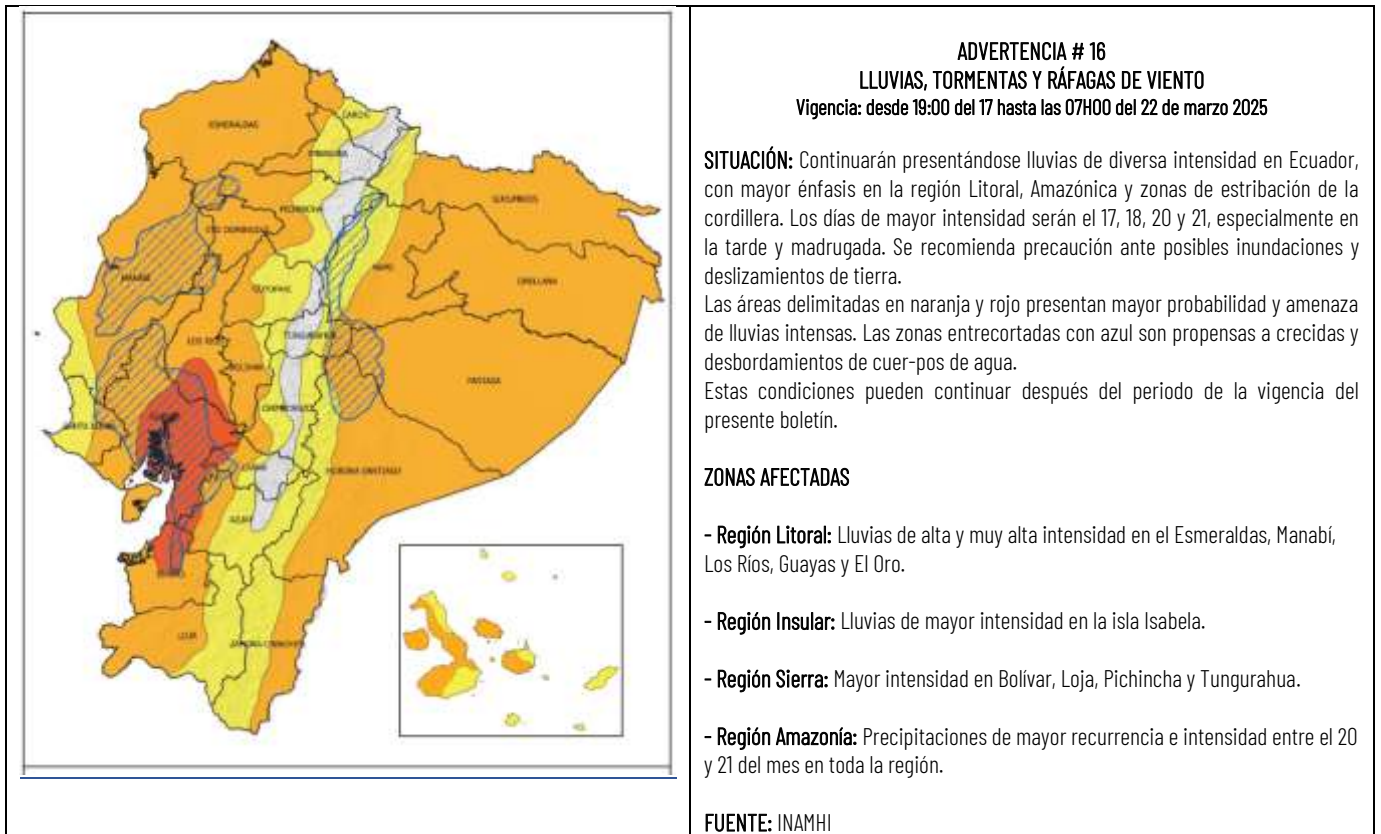 ESMERALDAS
CARCHI
IMBABURA
PICHINCHA
SUCUMBIOS
STO DOMINGO
NAPO
MANABI
ORELLANA
COTOPAXI
TUNGURAHUA
LOS RIOS
BOLIVAR
PASTAZA
CHIMBORAZO
SANTA ELENA
MORONA SANTIAGO
AZUAY
LOJA
ZAMORA CHINCHIPE
ADVERTENCIA # 16
LLUVIAS, TORMENTAS Y RÁFAGAS DE VIENTO
Vigencia: desde 19:00 del 17 hasta las 07H00 del 22 de marzo 2025
SITUACIÓN: Continuarán presentándose lluvias de diversa intensidad en Ecuador,
con mayor énfasis en la región Litoral, Amazónica y zonas de estribación de la
cordillera. Los días de mayor intensidad serán el 17, 18, 20 y 21, especialmente en
la tarde y madrugada. Se recomienda precaución ante posibles inundaciones y
deslizamientos de tierra.
Las áreas delimitadas en naranja y rojo presentan mayor probabilidad y amenaza
de lluvias intensas. Las zonas entrecortadas con azul son propensas a crecidas y
desbordamientos de cuer-pos de agua.
Estas condiciones pueden continuar después del periodo de la vigencia del
presente boletín.
ZONAS AFECTADAS
- Región Litoral: Lluvias de alta y muy alta intensidad en el Esmeraldas, Manabí,
Los Ríos, Guayas y El Oro.
- Región Insular: Lluvias de mayor intensidad en la isla Isabela.
- Región Sierra: Mayor intensidad en Bolívar, Loja, Pichincha y Tungurahua.
- Región Amazonía: Precipitaciones de mayor recurrencia e intensidad entre el 20
y 21 del mes en toda la región.
FUENTE: INAMHI